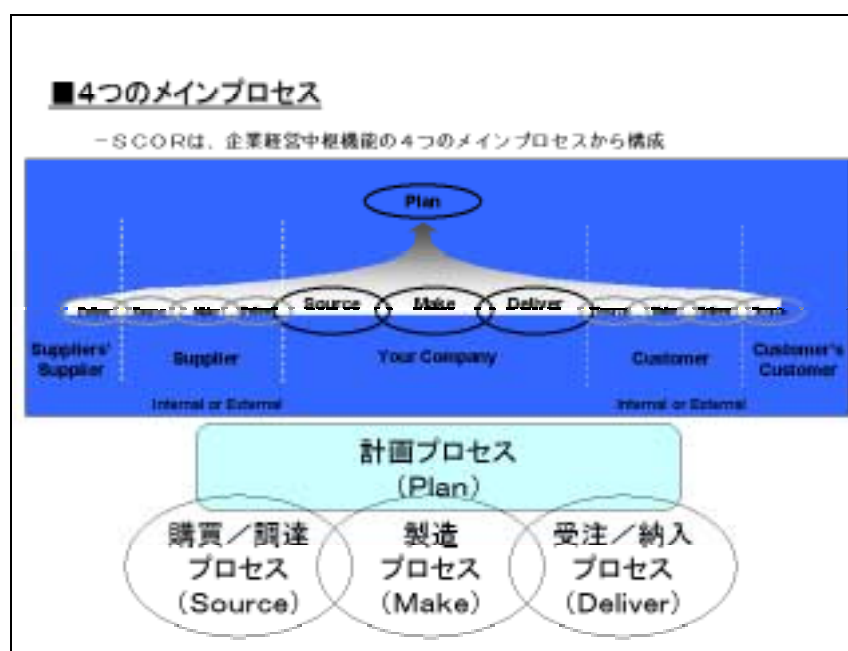 ■4つのメインプロセス
－ＳＣＯＲは、企業経営中枢機能の４つのメインプロセスから構成
Plan
Source Make Deliver
Suppliers' Supplier
Supplier
Your Company
Customer
Customer's Customer
Internal or External
Internal or External
計画プロセス
（Plan）
購買／調達
プロセス
（Source）
製造
プロセス
（Make）
受注／納入
プロセス
（Deliver）